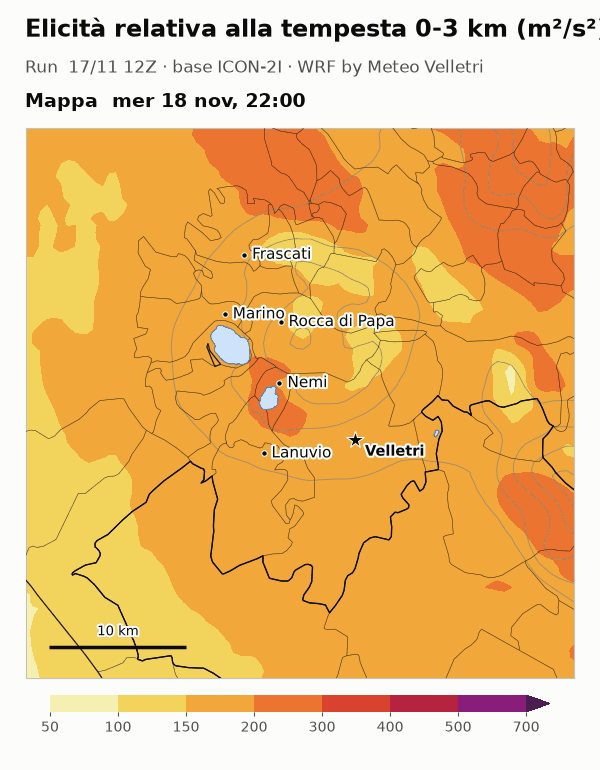 Elicità relativa alla tempesta 0-3 km (m²/s²)
Run  17/11 12Z · base ICON-2I · WRF by Meteo Velletri
Mappa  mer 18 nov, 22:00
Frascati
Marino
Rocca di Papa
Nemi
Velletri
Lanuvio
10 km
50 100 150 200 300 400 500 700